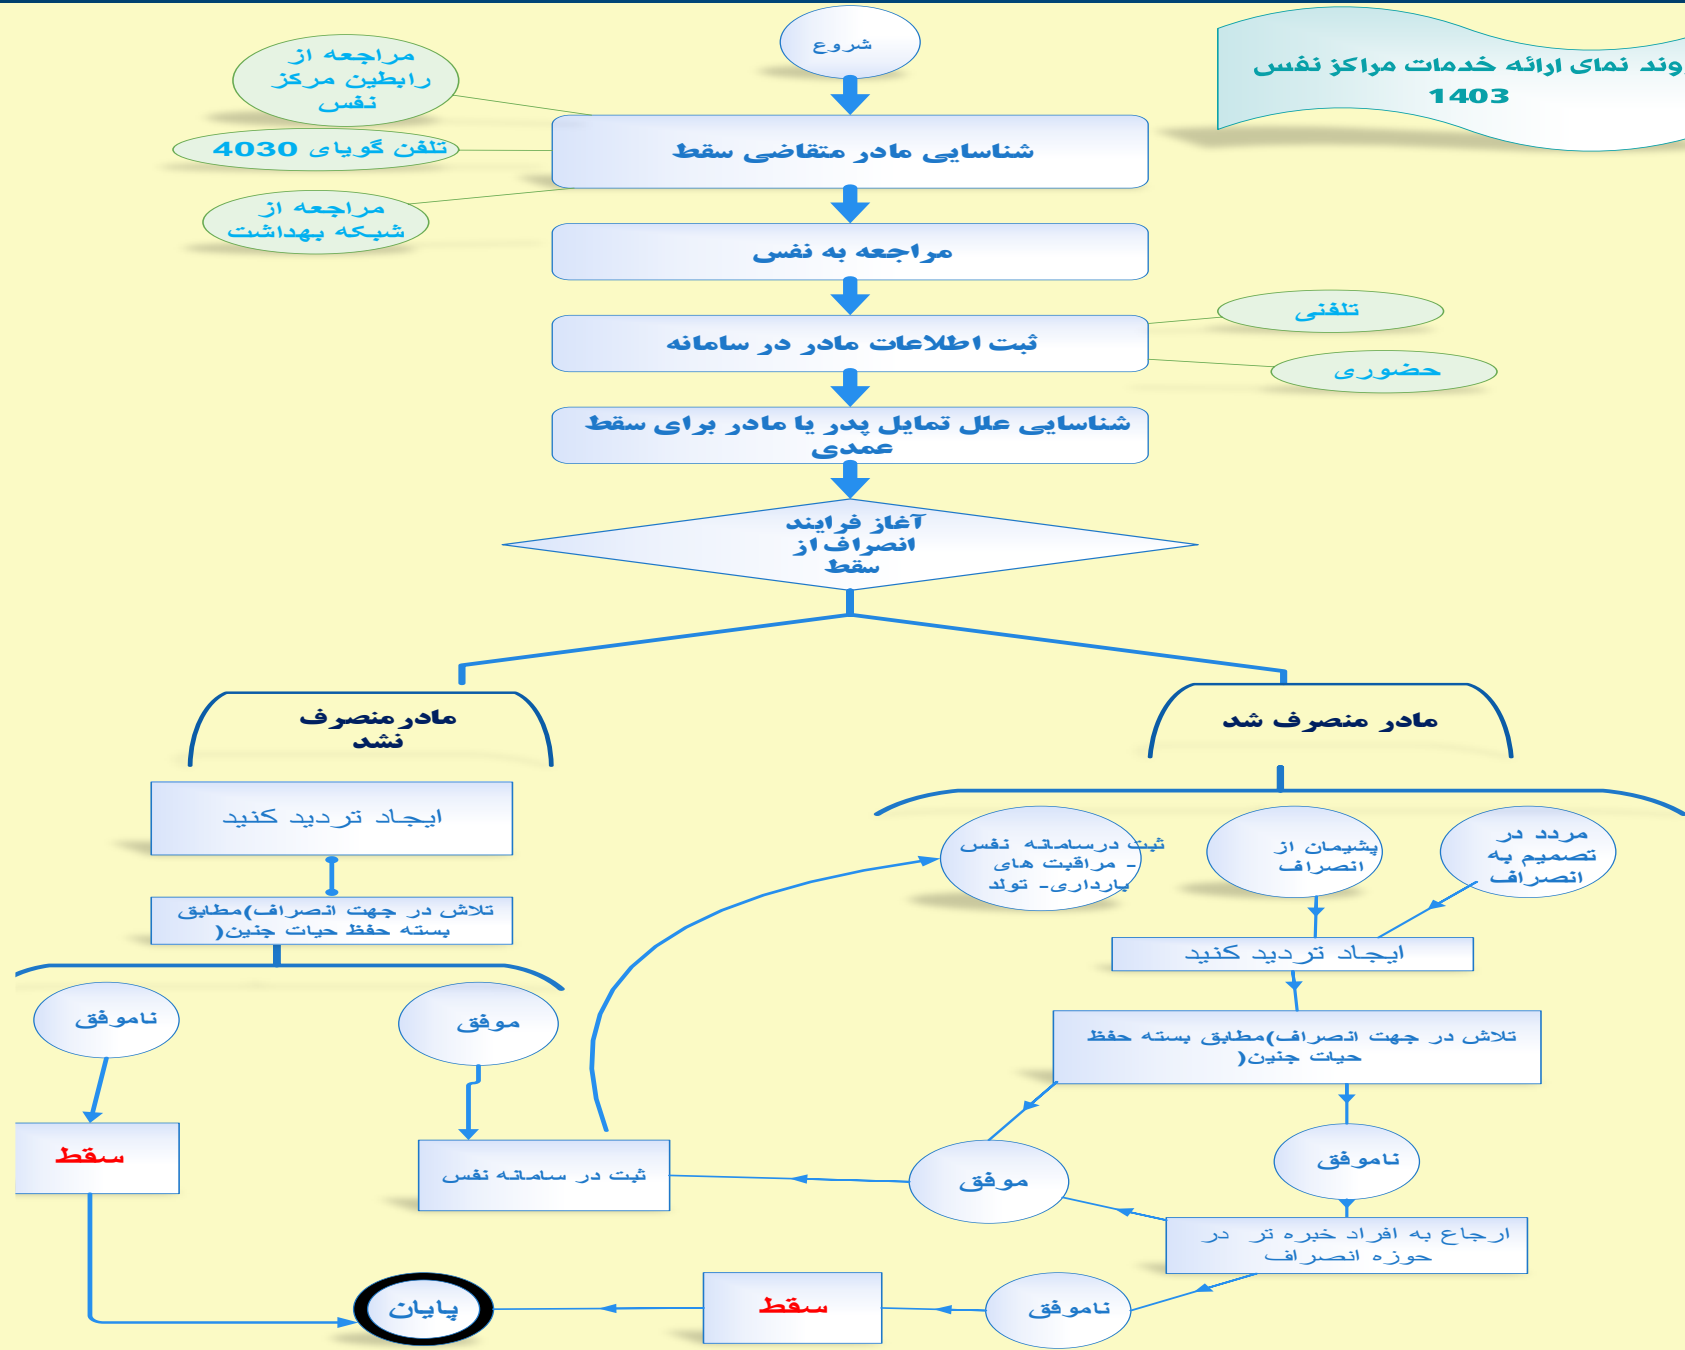 شروع
وند نمای ارائه خدمات مراکز نفس
1403
مراجعه از
رابطین مرکز
نفس
تلفن گویای 4030
مراجعه از
شبکه بهداشت
شناسایی مادر متقاضی سقط
مراجعه به نفس
ثبت اطلاعات مادر در سامانه
تلفنی
حضوری
شناسایی علل تمایل پدر یا مادر برای سقط
عمدی
آغاز فرایند
انصراف از
سقط
مادر منصرف شد
مادر منصرف
نشد
مردد در
تصمیم به
انصراف
پشیمان از
انصراف
ثبت درسامانه نفس
- مراقبت های
بارداری- تولد
ایجاد تردید کنید
تلاش در جهت انصراف)مطابق بسته حفظ
حیات جنین(
ناموفق
موفق
ارجاع به افراد خبره تر در
حوزه انصراف
ناموفق
سقط
ایجاد تردید کنید
تلاش در جهت انصراف)مطابق
بسته حفظ حیات جنین(
موفق
ناموفق
ثبت در سامانه نفس
سقط
پایان